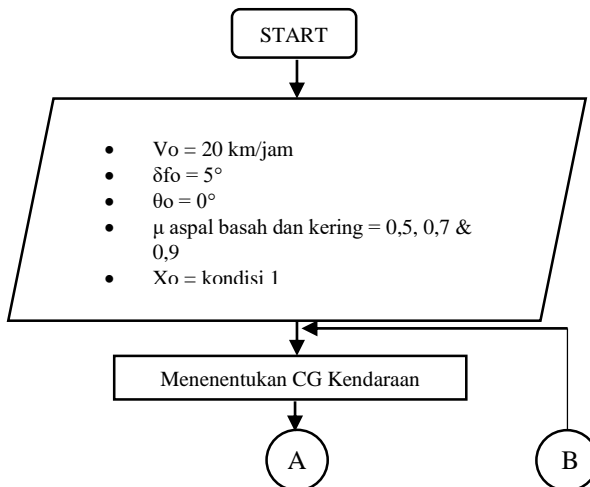 START
• Vo = 20 km/jam
• δfo = 5°
• θo = 0°
• μ aspal basah dan kering = 0,5, 0,7 &
0,9
• Xo = kondisi 1
Menenentukan CG Kendaraan
A
B